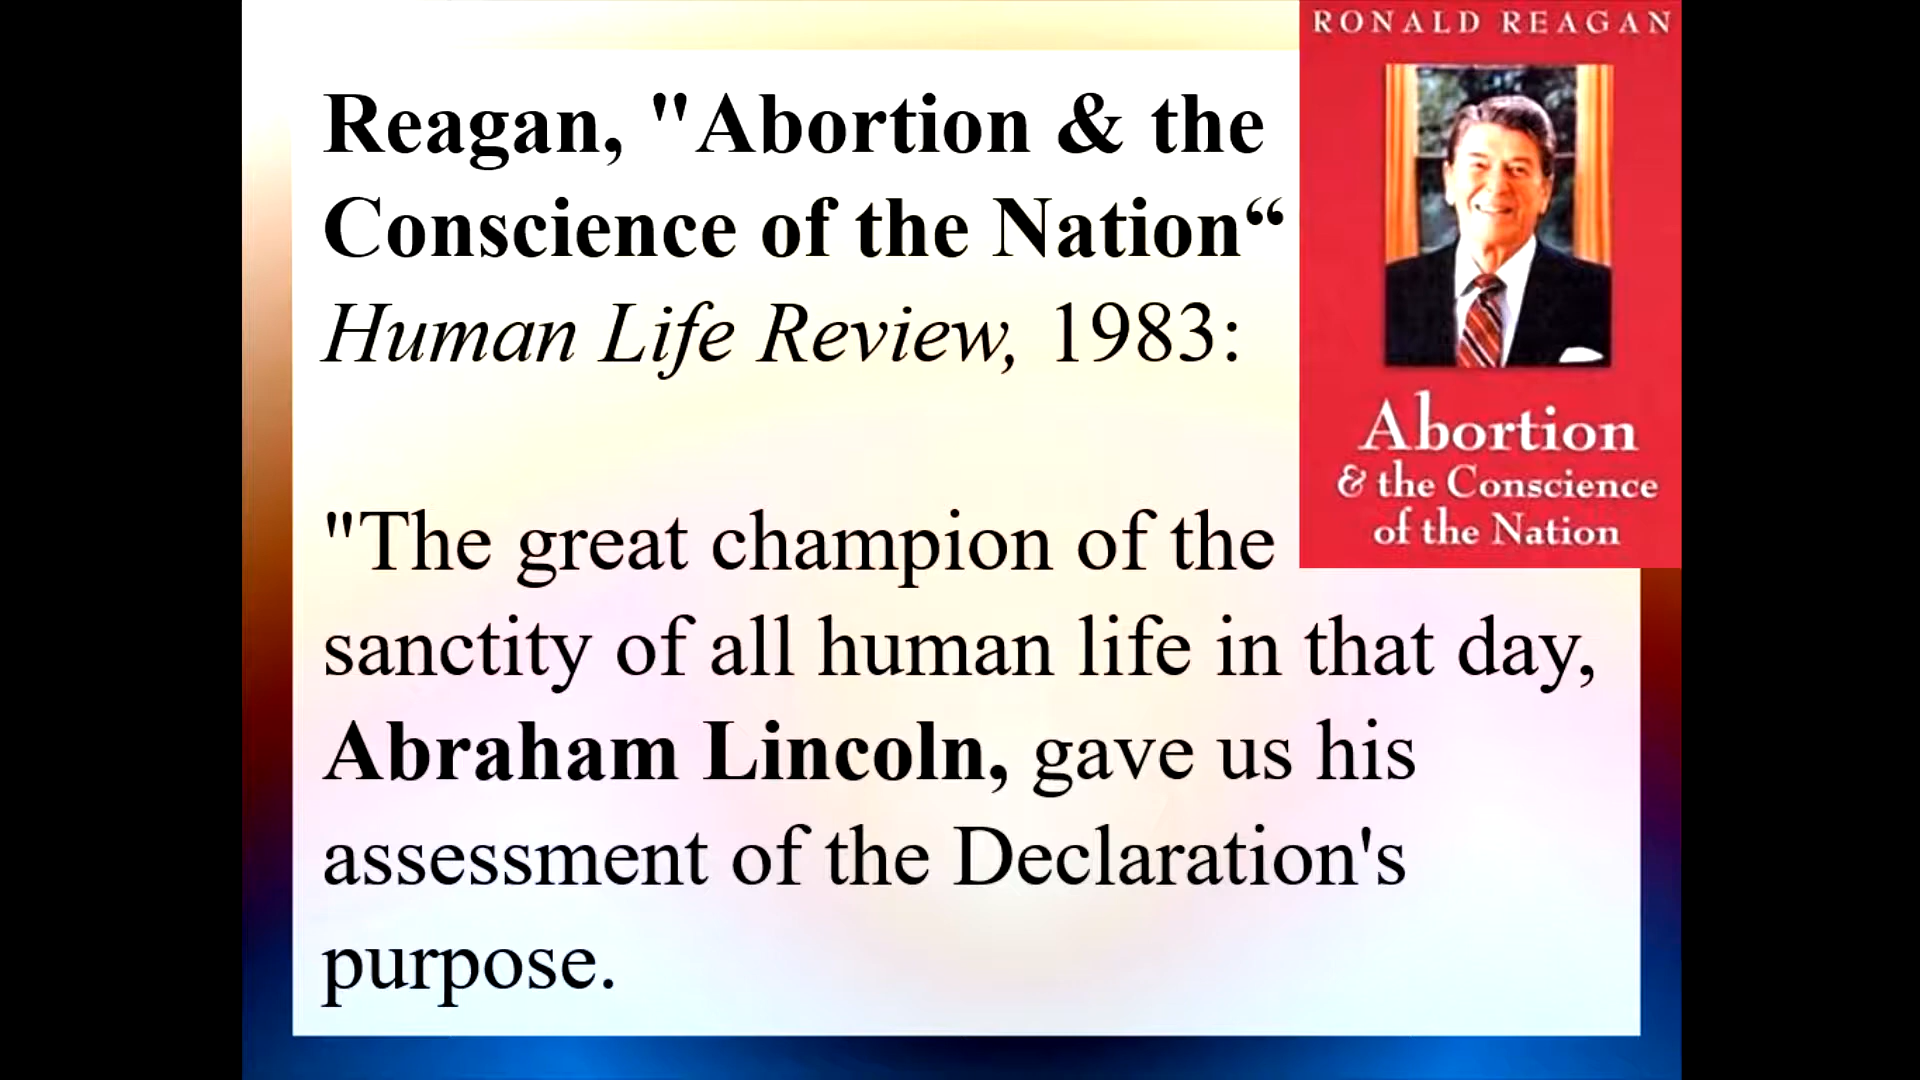 Reagan, "Abortion & the
Conscience of the Nation“
Human Life Review, 1983:
"The great champion of the
sanctity of all human life in that day,
Abraham Lincoln, gave us his
assessment of the Declaration's
purpose.
RONALD REAGAN
Abortion
& the Conscience
of the Nation